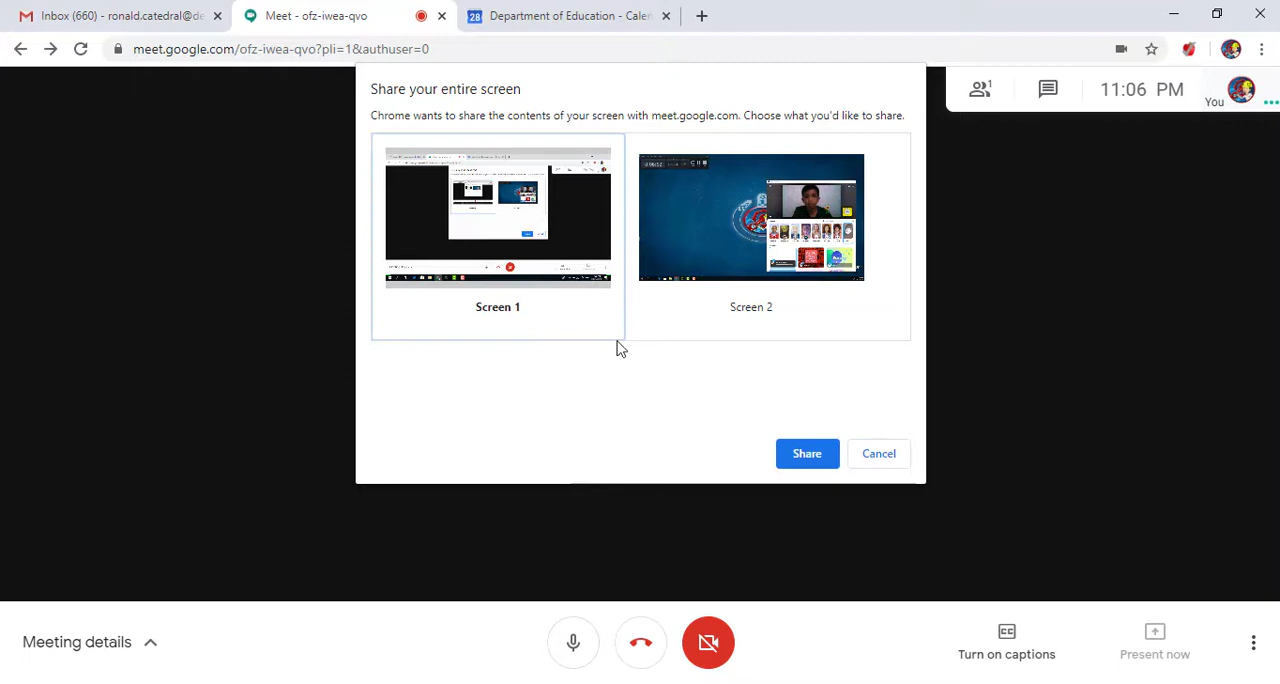 Inbox (660) - ronald.catedral@de
Meet - ofz-iwea-qvo
28
Department of Education - Calen
meet.google.com/ofz-iwea-qvo?pli=1&authuser=0
1
11:06 PM
You
Share your entire screen
Chrome wants to share the contents of your screen with meet.google.com. Choose what you'd like to share.
Screen 1
Screen 2
Share
Cancel
Meeting details
CC
Turn on captions
Present now